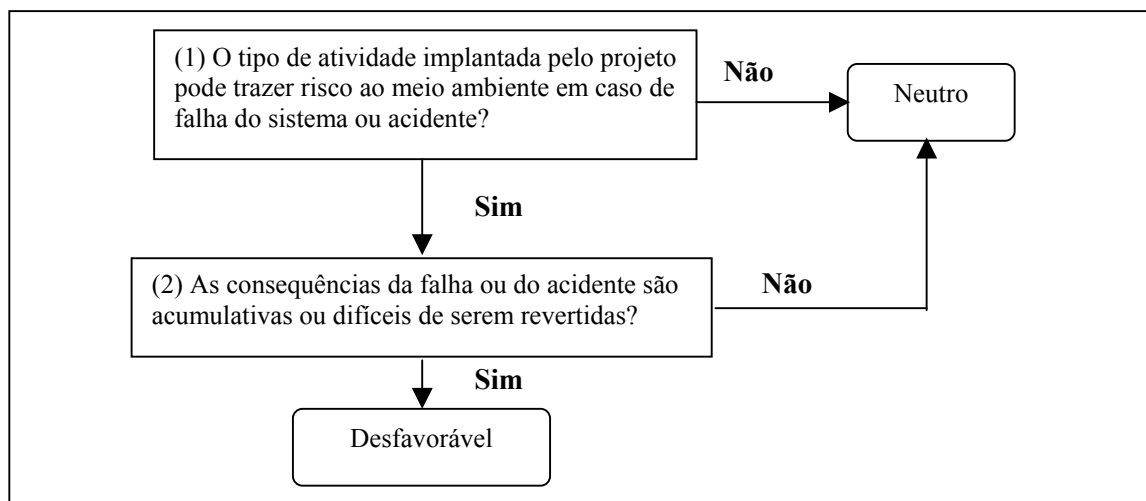 (1) O tipo de atividade implantada pelo projeto
pode trazer risco ao meio ambiente em caso de
falha do sistema ou acidente?
Não
Neutro
Sim
(2) As consequências da falha ou do acidente são
acumulativas ou difíceis de serem revertidas?
Não
Sim
Desfavorável